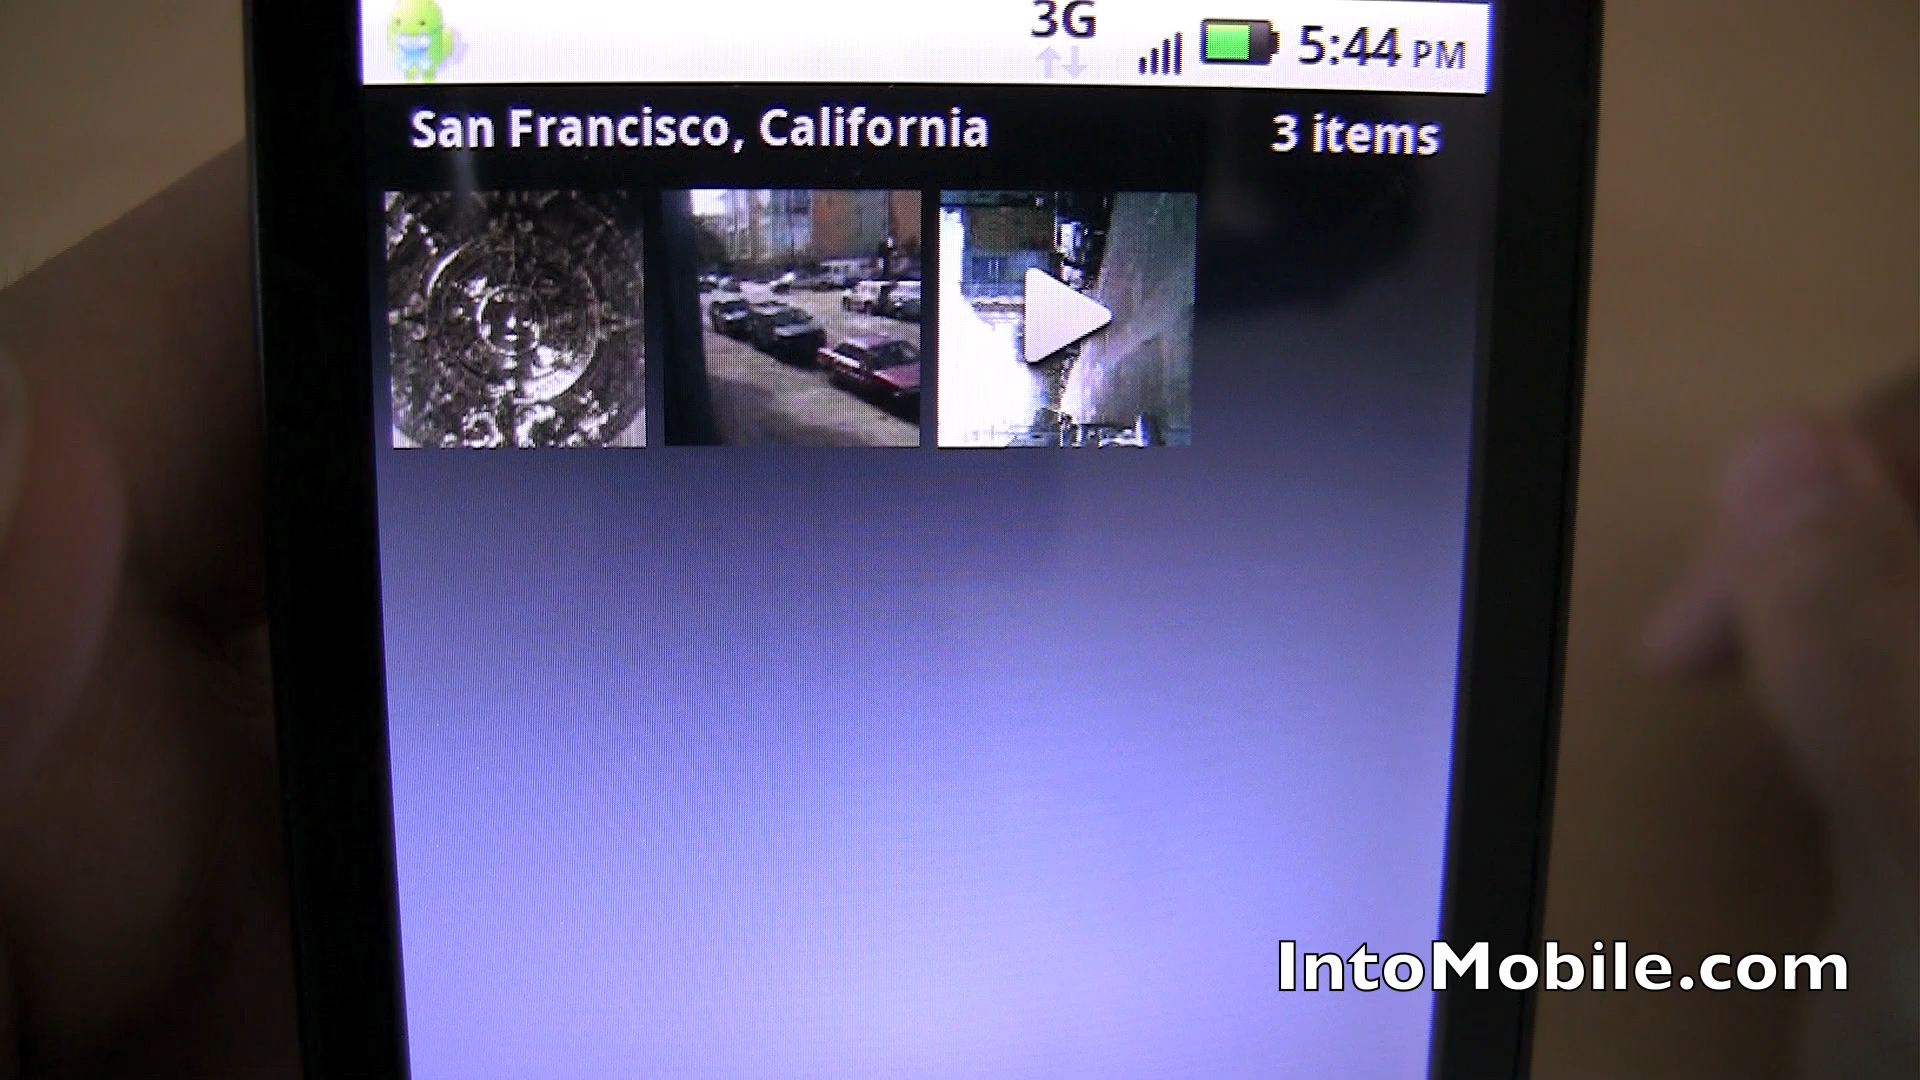 3G
5:44 PM
San Francisco, California
3 items
IntoMobile.com